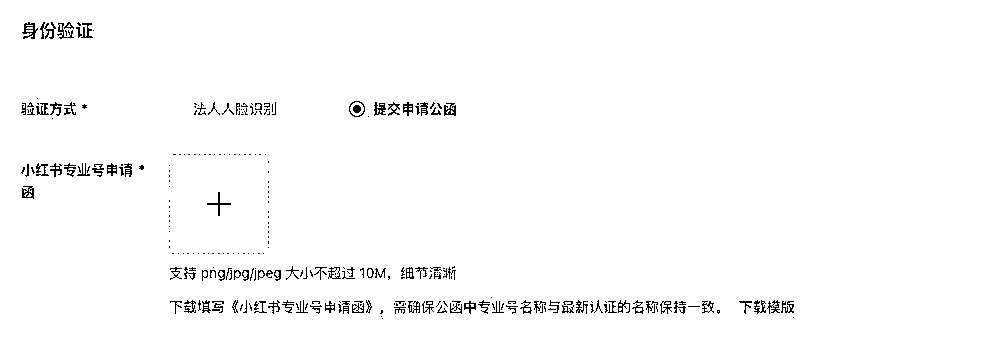 身份验证
验证方式 * 法人人脸识别 提交申请公函
小红书专业号申请 *
函
支持 png/jpg/jpeg 大小不超过 10M，细节清晰
下载填写《小红书专业号申请函》，需确保公函中专业号名称与最新认证的名称保持一致。 下载模版